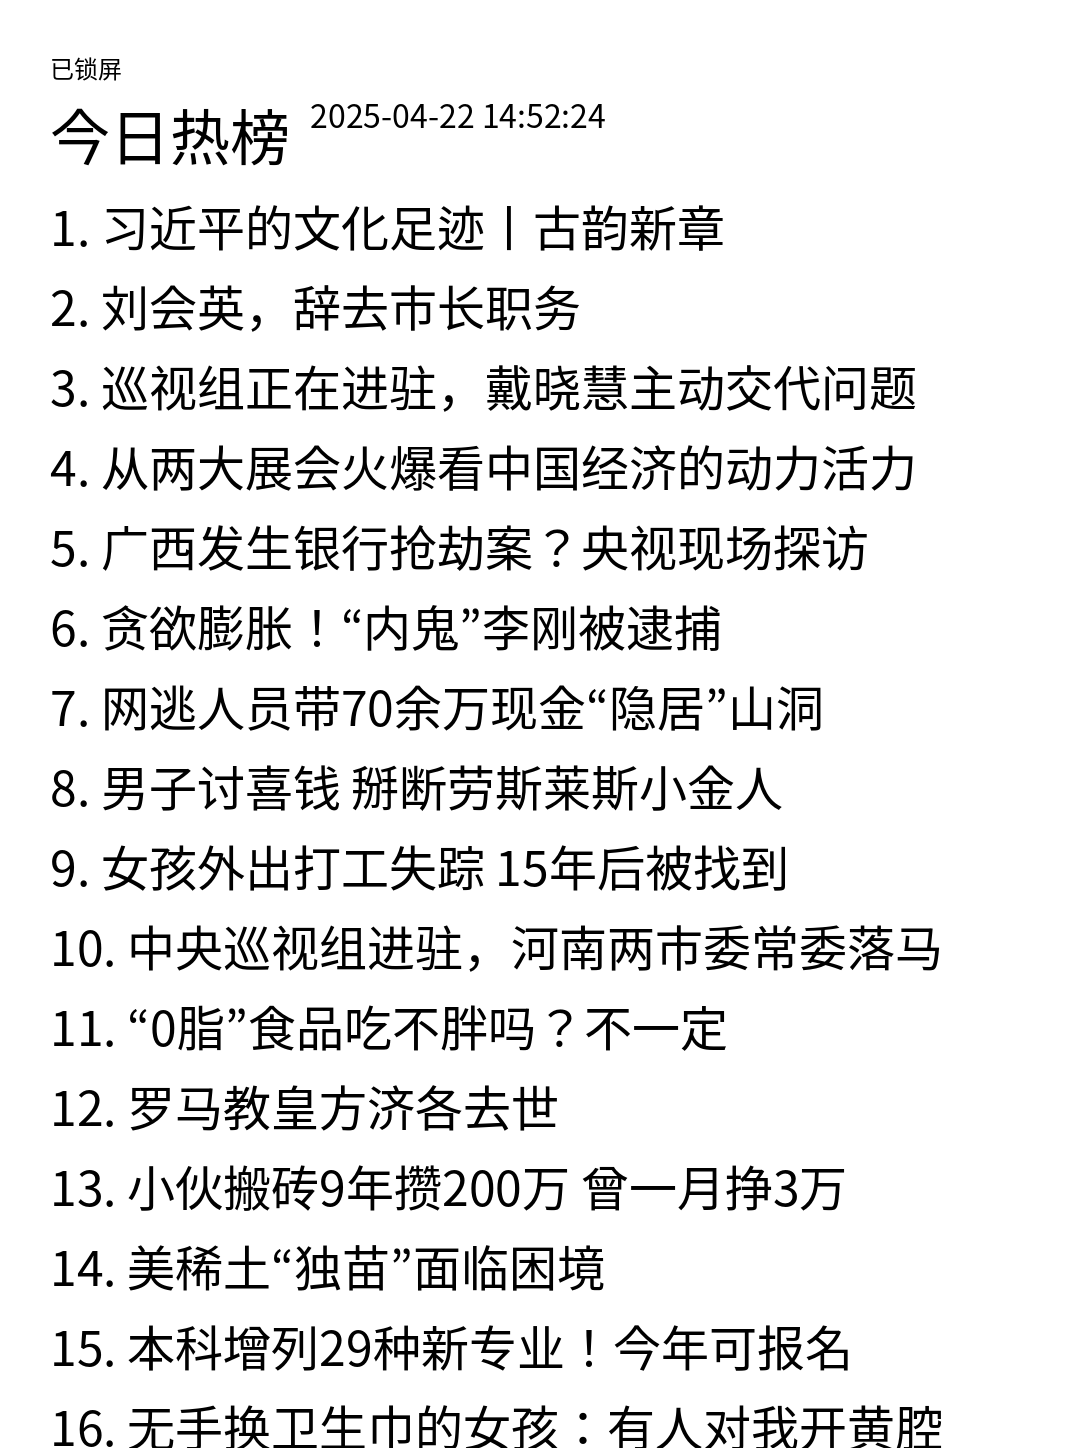 已锁屏
今日热榜 2025-04-22 14:52:24
1. 习近平的文化足迹丨古韵新章
2. 刘会英，辞去市长职务
3. 巡视组正在进驻，戴晓慧主动交代问题
4. 从两大展会火爆看中国经济的动力活力
5. 广西发生银行抢劫案？央视现场探访
6. 贪欲膨胀！“内鬼”李刚被逮捕
7. 网逃人员带70余万现金“隐居”山洞
8. 男子讨喜钱 掰断劳斯莱斯小金人
9. 女孩外出打工失踪 15年后被找到
10. 中央巡视组进驻，河南两市委常委落马
11. “0脂”食品吃不胖吗？不一定
12. 罗马教皇方济各去世
13. 小伙搬砖9年攒200万 曾一月挣3万
14. 美稀土“独苗”面临困境
15. 本科增列29种新专业！今年可报名
16. 无手换卫生巾的女孩：有人对我开黄腔